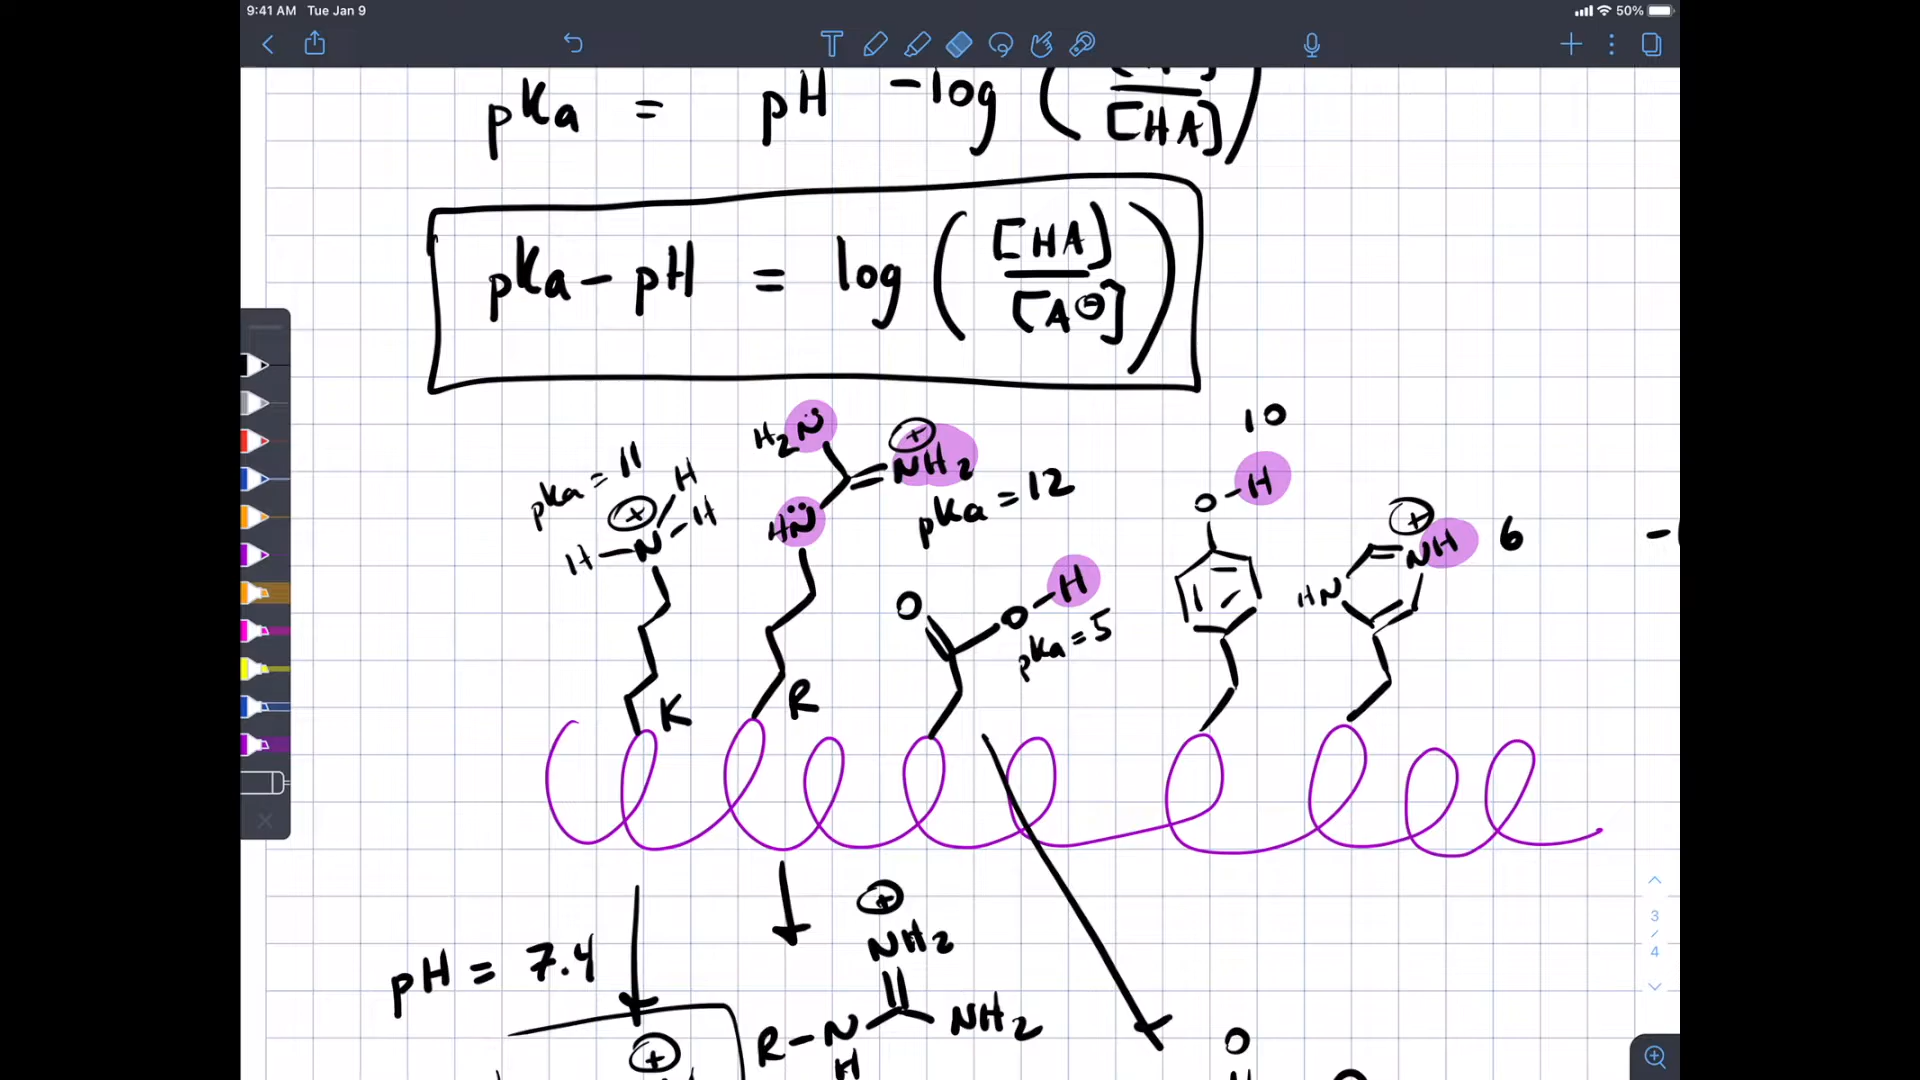 9:41 AM Tue Jan 9
50%
pKa = pH -log ( [HA] )
pKa - pH = log ( [HA] / [A⊖] )
10
H2N̈
⊕
NH2
pKa = 11
H
O-H
pKa = 12
⊕
H
⊕
H-N
HN̈
NH 6
-
H
HN
O
O
pKa = 5
K
R
⊕
NH2
pH = 7.4
R-N
NH2
H
⊕
O
3
/
4